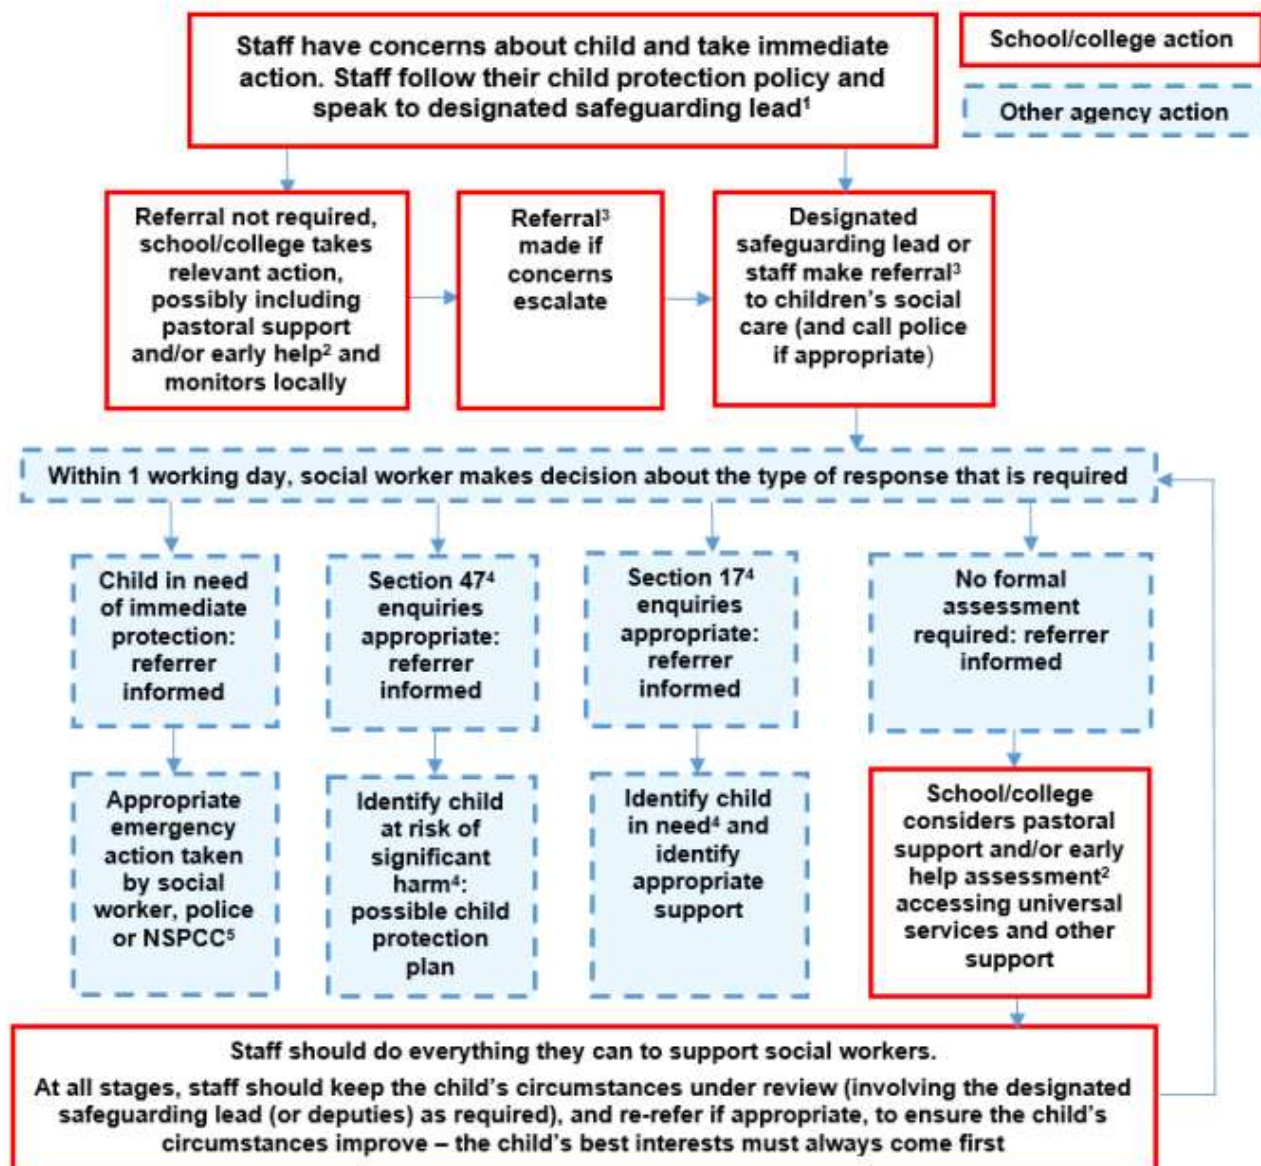 Staff have concerns about child and take immediate
action. Staff follow their child protection policy and
speak to designated safeguarding lead¹
School/college action
Other agency action
Referral not required,
school/college takes
relevant action,
possibly including
pastoral support
and/or early help² and
monitors locally
Referral³
made if
concerns
escalate
Designated
safeguarding lead or
staff make referral³
to children’s social
care (and call police
if appropriate)
Within 1 working day, social worker makes decision about the type of response that is required
Child in need
of immediate
protection:
referrer
informed
Section 47⁴
enquiries
appropriate:
referrer
informed
Section 17⁴
enquiries
appropriate:
referrer
informed
No formal
assessment
required: referrer
informed
Appropriate
emergency
action taken
by social
worker, police
or NSPCC⁵
Identify child
at risk of
significant
harm⁴:
possible child
protection
plan
Identify child
in need⁴ and
identify
appropriate
support
School/college
considers pastoral
support and/or early
help assessment²
accessing universal
services and other
support
Staff should do everything they can to support social workers.
At all stages, staff should keep the child’s circumstances under review (involving the designated
safeguarding lead (or deputies) as required), and re-refer if appropriate, to ensure the child’s
circumstances improve – the child’s best interests must always come first